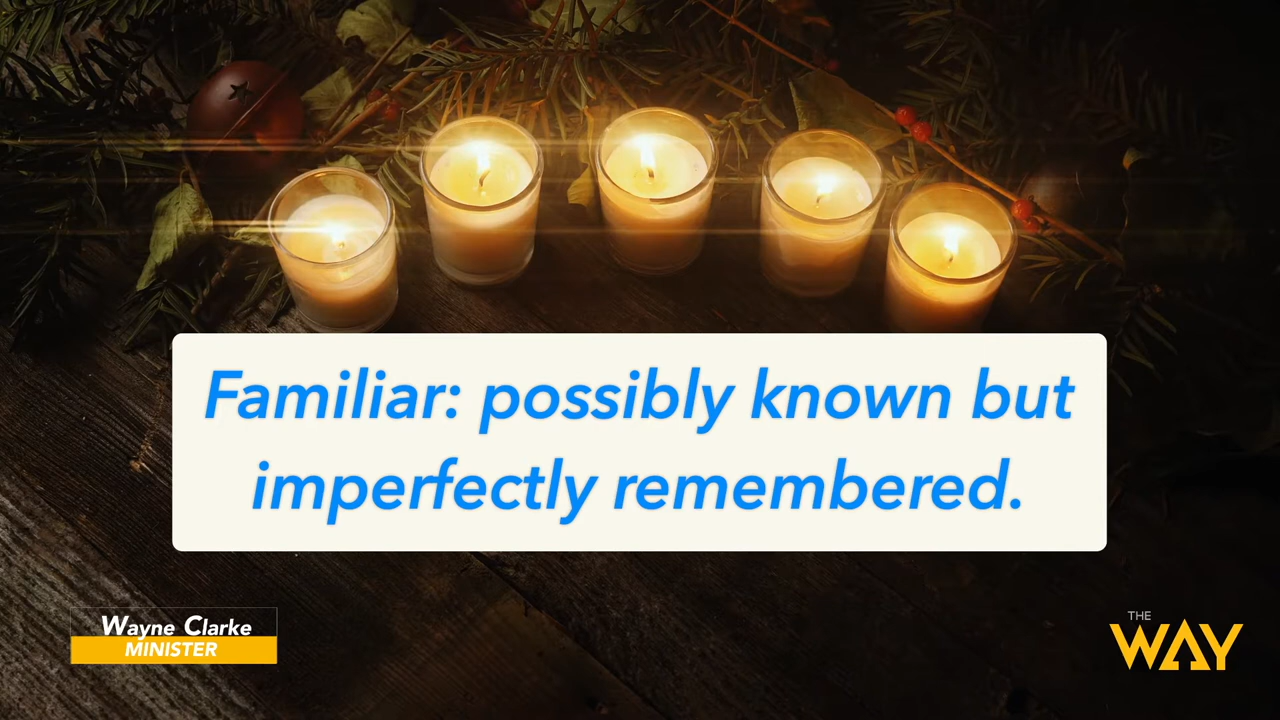 Familiar: possibly known but
imperfectly remembered.
Wayne Clarke
MINISTER
THE
WAY